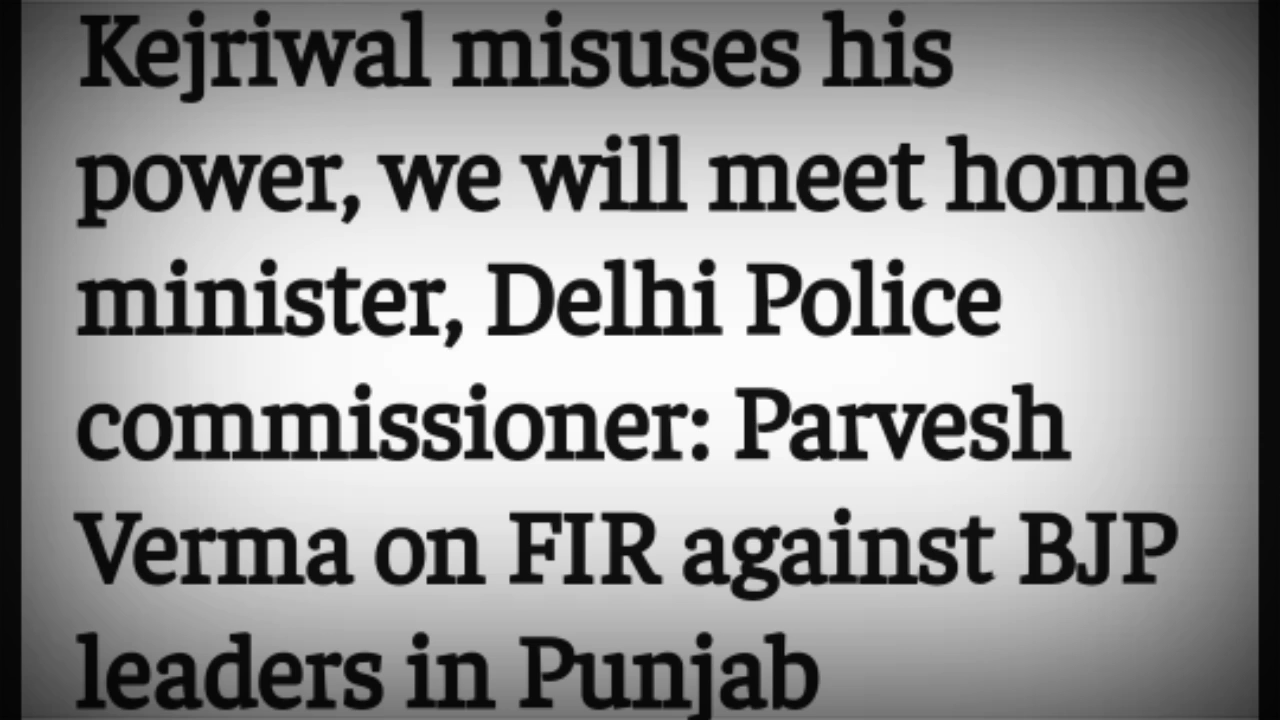 Kejriwal misuses his
power, we will meet home
minister, Delhi Police
commissioner: Parvesh
Verma on FIR against BJP
leaders in Punjab